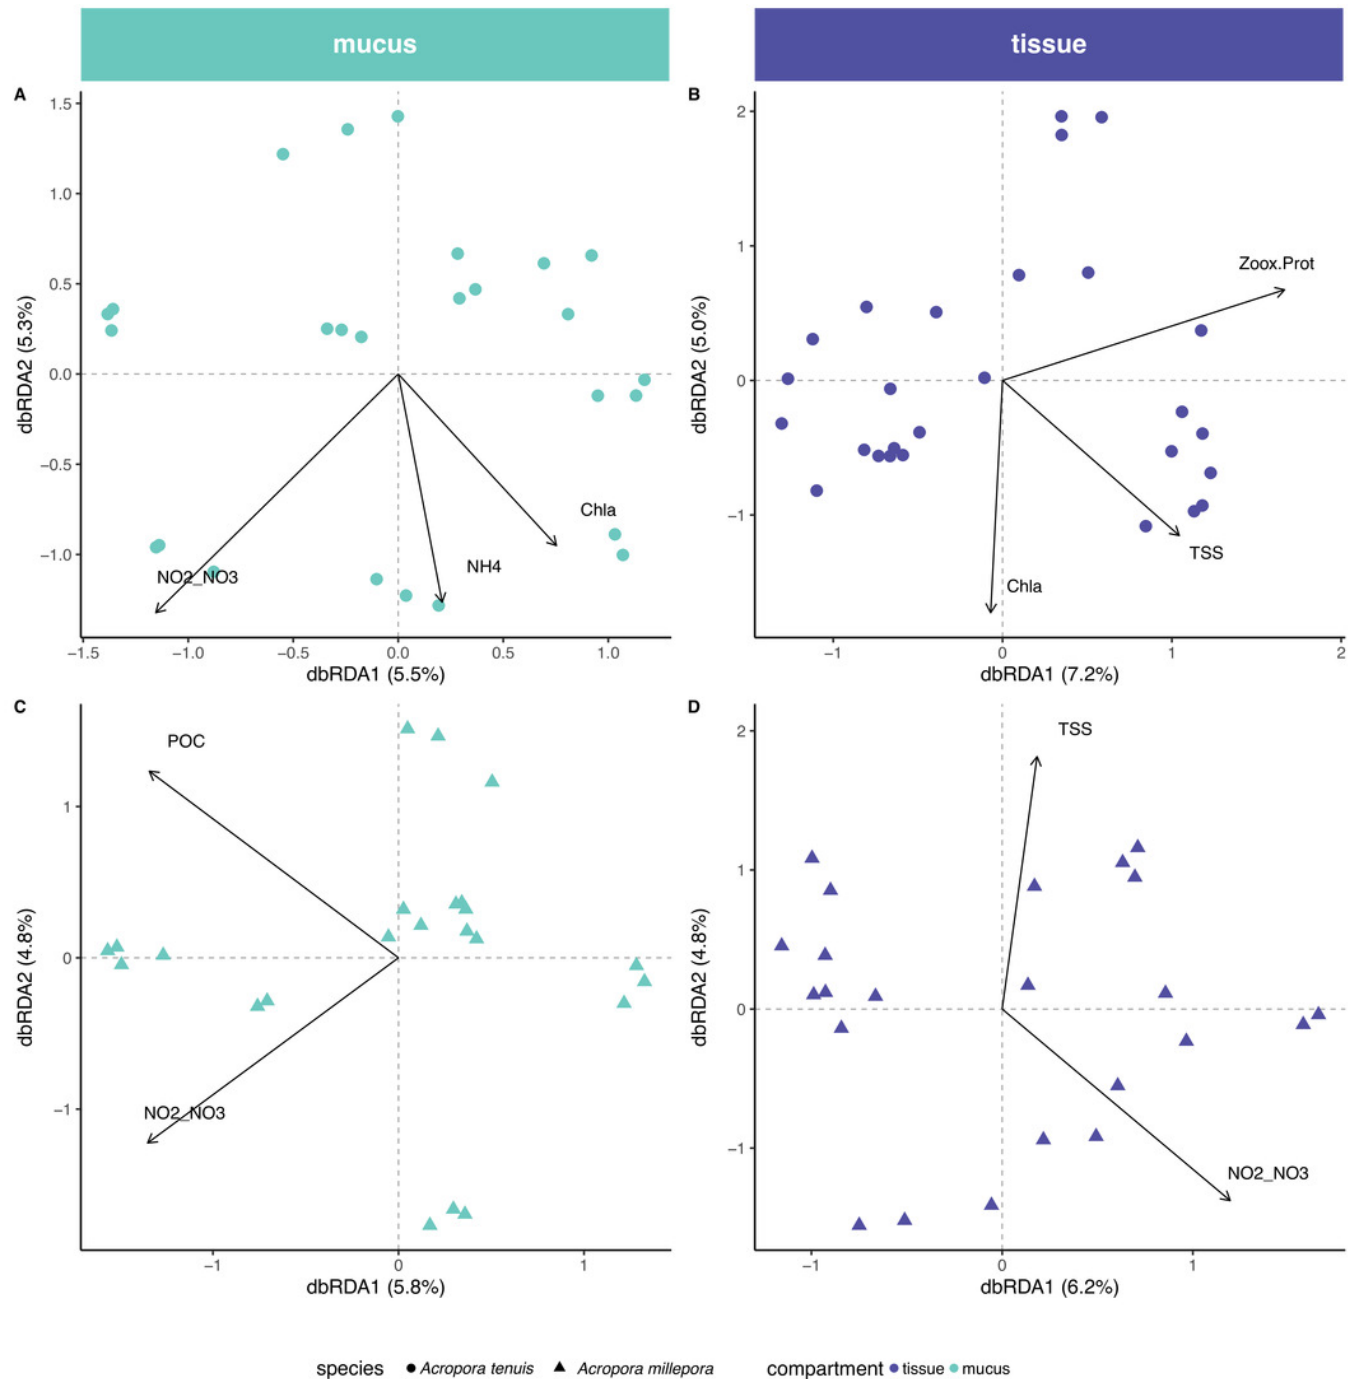 mucus
tissue
A
B
1.5
1.0
0.5
0.0
−0.5
−1.0
dbRDA2 (5.3%)
NO2_NO3
NH4
Chla
−1.5
−1.0
−0.5
0.0
0.5
1.0
dbRDA1 (5.5%)
2
1
0
−1
dbRDA2 (5.0%)
Zoox.Prot
TSS
Chla
−1
0
1
2
dbRDA1 (7.2%)
C
D
1
0
−1
dbRDA2 (4.8%)
POC
NO2_NO3
−1
0
1
dbRDA1 (5.8%)
2
1
0
−1
dbRDA2 (4.8%)
TSS
NO2_NO3
−1
0
1
dbRDA1 (6.2%)
species Acropora tenuis Acropora millepora compartment tissue mucus